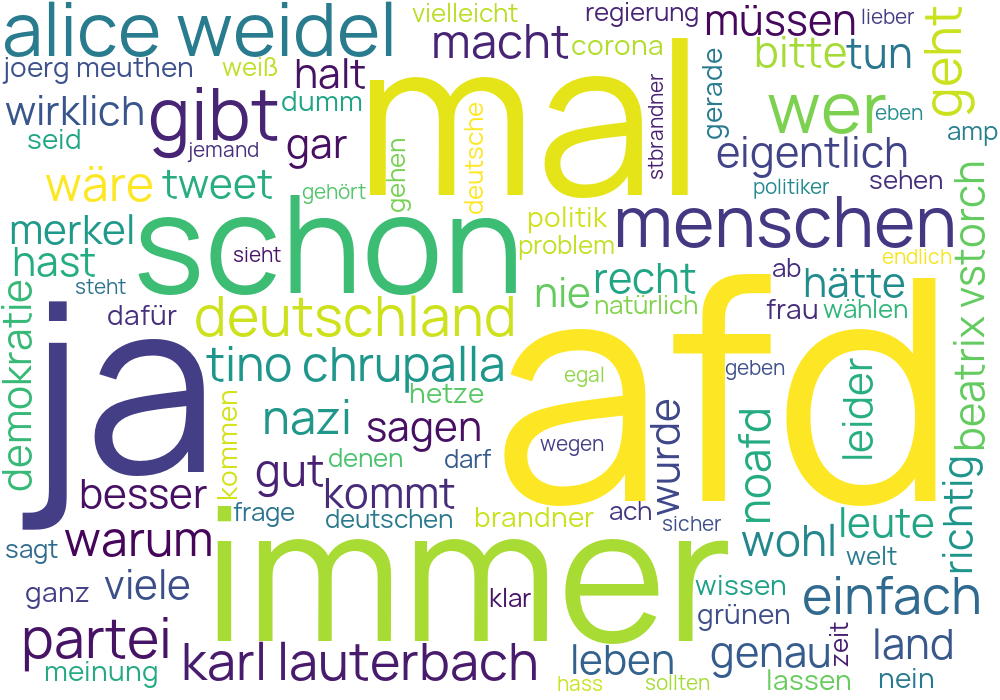 alice weidel
vielleicht
regierung
müssen
lieber
macht
corona
bitte
tun
geht
joerg meuthen
weiß
halt
mal
wirklich
gibt
dumm
gerade
wer
eben
amp
seid
jemand
gar
gehen
deutsche
stbrandner
eigentlich
sehen
wäre
tweet
gehört
politiker
merkel
schon
sieht
politik
problem
menschen
endlich
hast
steht
nie
recht
natürlich
ab
hätte
frau
wählen
beatrix vstorch
demokratie
dafür
deutschland
ja
tino chrupalla
afd
egal
geben
hetze
kommen
nazi
sagen
wegen
wurde
noafd
leider
besser
gut
denen
darf
kommt
frage
deutschen
brandner
ach
sicher
leute
richtig
sagt
warum
immer
wohl
welt
ganz
viele
klar
wissen
grünen
einfach
partei
meinung
karl lauterbach
leben
hass
sollten
genau
lassen
zeit
land
nein